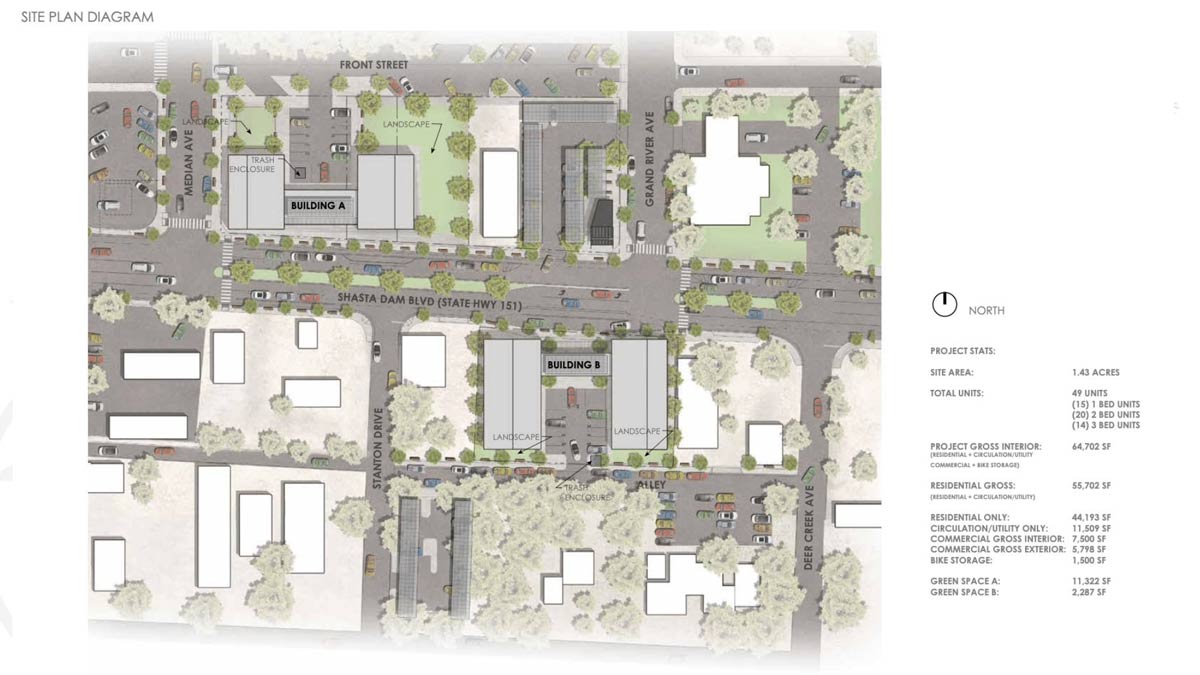 SITE PLAN DIAGRAM
FRONT STREET
LANDSCAPE
LANDSCAPE
MEDIAN AVE
GRAND RIVER AVE
TRASH
ENCLOSURE
BUILDING A
SHASTA DAM BLVD (STATE HWY 151)
BUILDING B
STANTON DRIVE
LANDSCAPE
LANDSCAPE
TRASH
ENCLOSURE
ALLEY
DEER CREEK AVE
NORTH
PROJECT STATS:
SITE AREA: 1.43 ACRES
TOTAL UNITS: 49 UNITS
(15) 1 BED UNITS
(20) 2 BED UNITS
(14) 3 BED UNITS
PROJECT GROSS INTERIOR: 64,702 SF
(RESIDENTIAL + CIRCULATION/UTILITY
COMMERCIAL + BIKE STORAGE)
RESIDENTIAL GROSS: 55,702 SF
(RESIDENTIAL + CIRCULATION/UTILITY)
RESIDENTIAL ONLY: 44,193 SF
CIRCULATION/UTILITY ONLY: 11,509 SF
COMMERCIAL GROSS INTERIOR: 7,500 SF
COMMERCIAL GROSS EXTERIOR: 5,798 SF
BIKE STORAGE: 1,500 SF
GREEN SPACE A: 11,322 SF
GREEN SPACE B: 2,287 SF